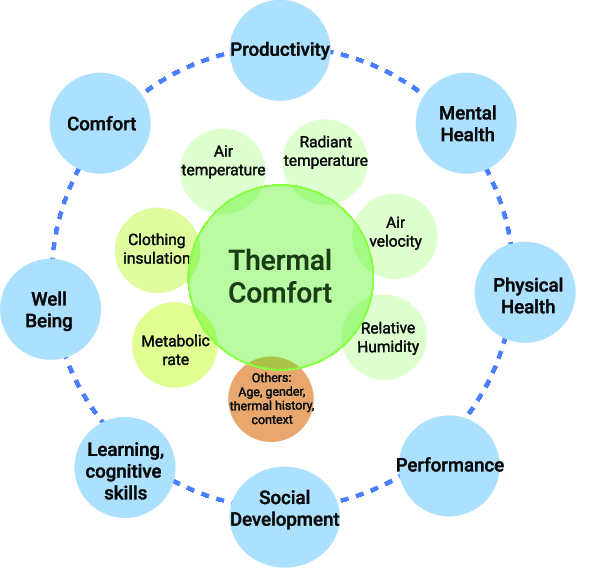 Productivity
Mental
Health
Comfort
Air
temperature
Radiant
temperature
Air
velocity
Clothing
insulation
Thermal
Comfort
Physical
Health
Well
Being
Metabolic
rate
Relative
Humidity
Others:
Age, gender,
thermal history,
context
Learning,
cognitive
skills
Performance
Social
Development